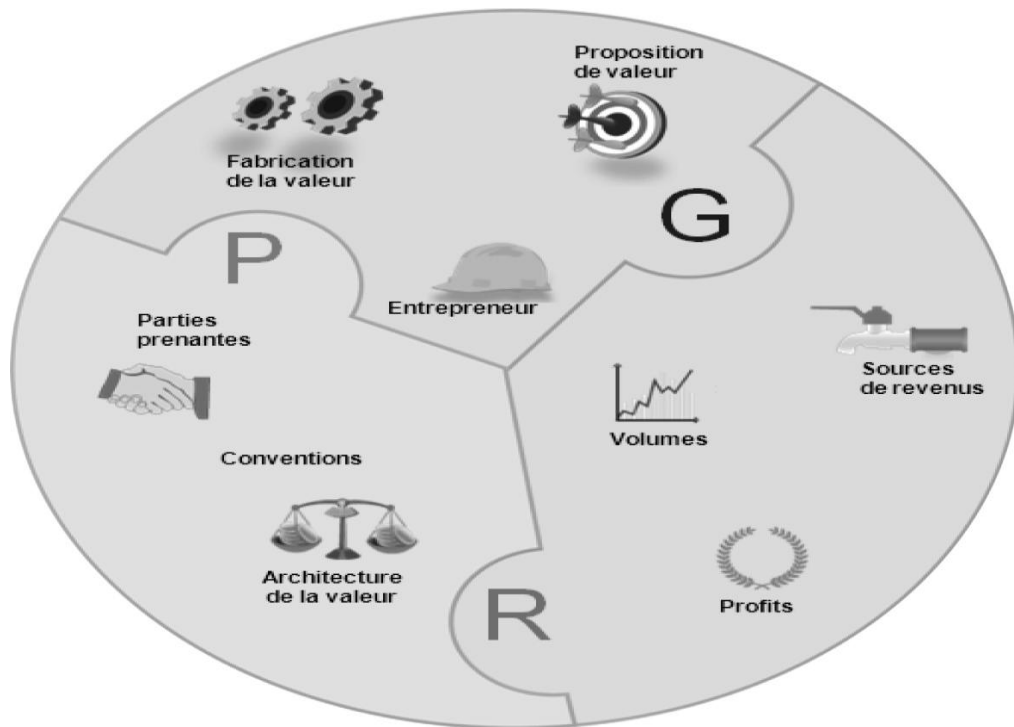 Proposition
de valeur
Fabrication
de la valeur
G
P
Entrepreneur
Parties
prenantes
Sources
de revenus
Volumes
Conventions
Architecture
de la valeur
R
Profits